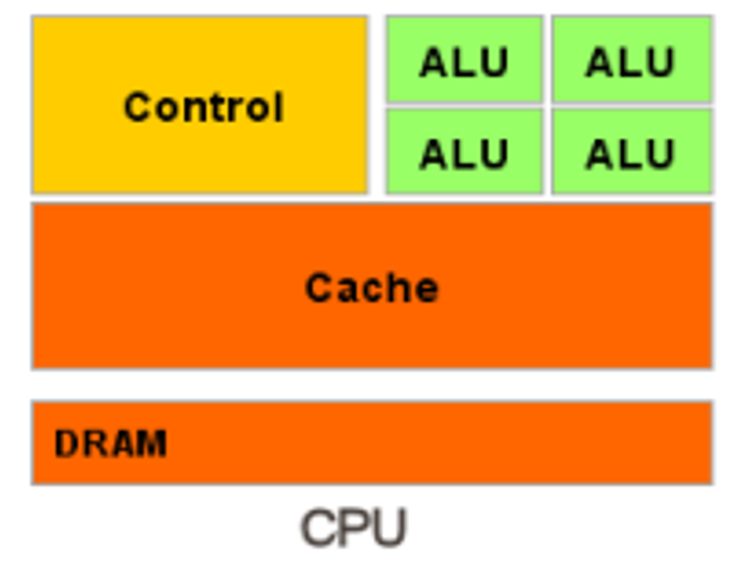 Control
ALU ALU
ALU ALU
Cache
DRAM
CPU